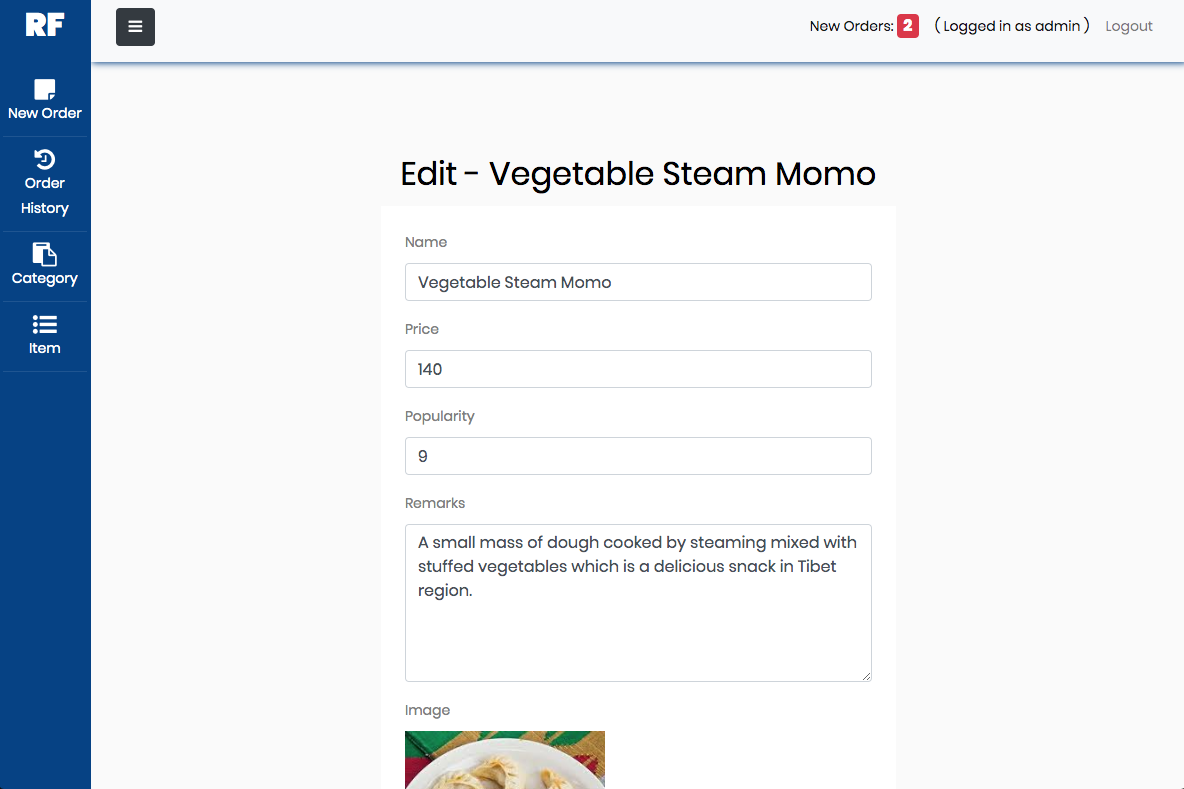 RF
New Orders: 2 ( Logged in as admin ) Logout
New Order
Order
History
Category
Item
Edit - Vegetable Steam Momo
Name
Vegetable Steam Momo
Price
140
Popularity
9
Remarks
A small mass of dough cooked by steaming mixed with
stuffed vegetables which is a delicious snack in Tibet
region.
Image